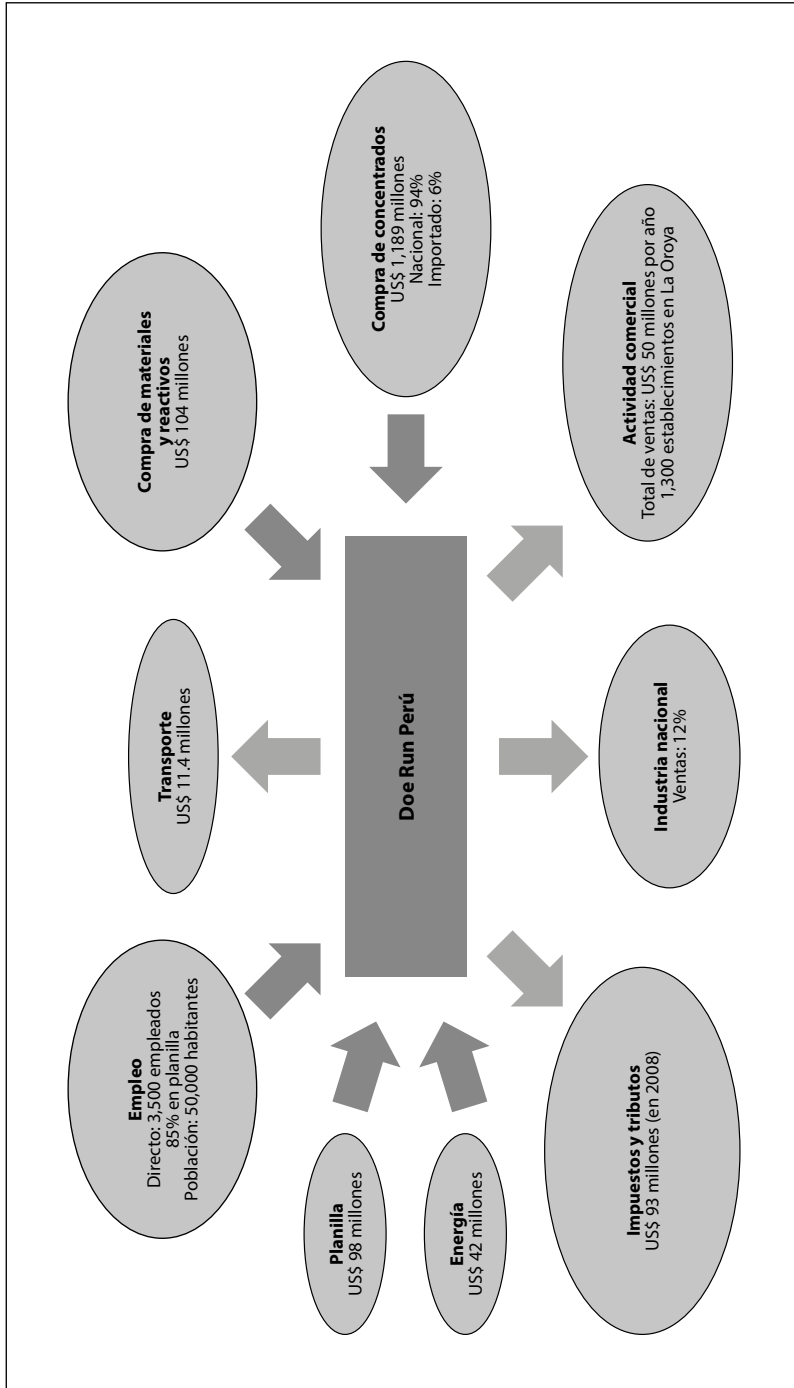 Empleo
Directo: 3,500 empleados
85% en planilla
Población: 50,000 habitantes
Transporte
US$ 11.4 millones
Compra de materiales
y reactivos
US$ 104 millones
Planilla
US$ 98 millones
Energía
US$ 42 millones
Doe Run Perú
Compra de concentrados
US$ 1,189 millones
Nacional: 94%
Importado: 6%
Impuestos y tributos
US$ 93 millones (en 2008)
Industria nacional
Ventas: 12%
Actividad comercial
Total de ventas: US$ 50 millones por año
1,300 establecimientos en La Oroya